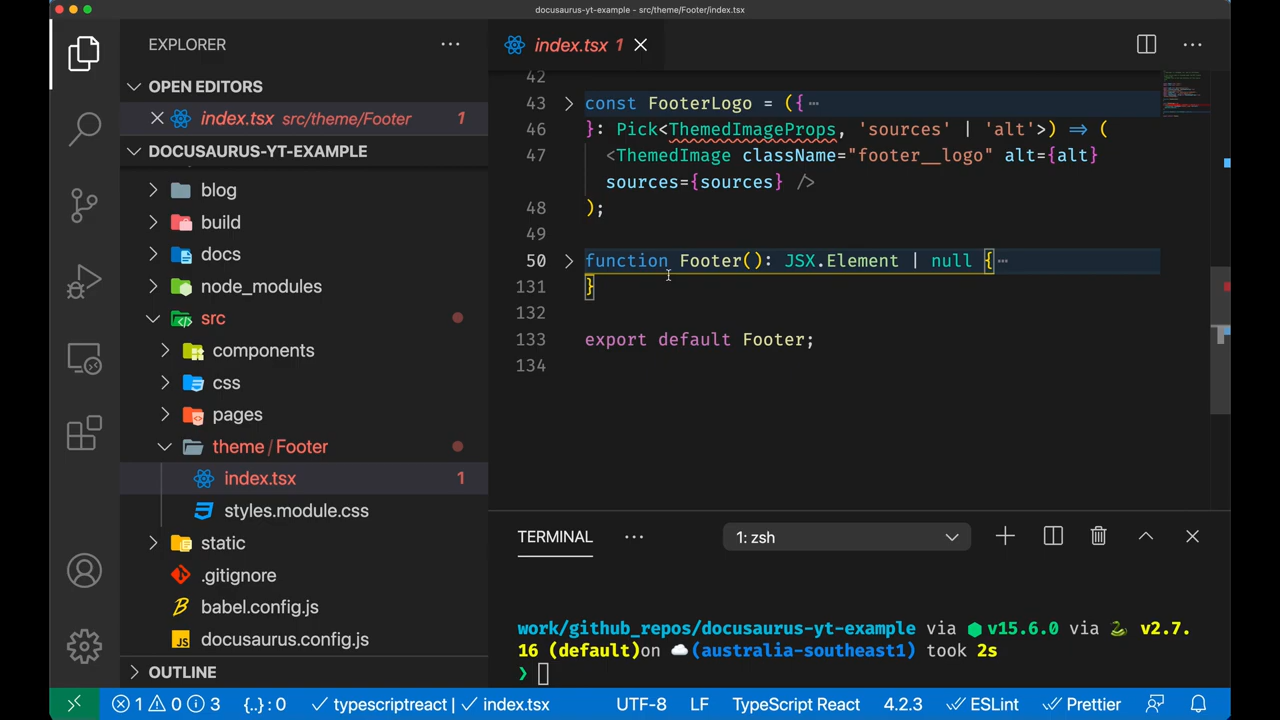 docusaurus-yt-example - src/theme/Footer/index.tsx
EXPLORER
OPEN EDITORS
index.tsx src/theme/Footer 1
DOCUSAURUS-YT-EXAMPLE
blog
build
docs
node_modules
src
components
css
pages
theme / Footer
index.tsx 1
styles.module.css
static
.gitignore
babel.config.js
docusaurus.config.js
OUTLINE
index.tsx 1
42
43 const FooterLogo = ({
46 }: Pick<ThemedImageProps, 'sources' | 'alt'>) => (
47 <ThemedImage className="footer__logo" alt={alt}
sources={sources} />
48 );
49
50 function Footer(): JSX.Element | null {
131 }
132
133 export default Footer;
134
TERMINAL
1: zsh
work/github_repos/docusaurus-yt-example via v15.6.0 via v2.7.
16 (default)on (australia-southeast1) took 2s
❯
1 0 3 {..}: 0 typescriptreact | index.tsx UTF-8 LF TypeScript React 4.2.3 ESLint Prettier